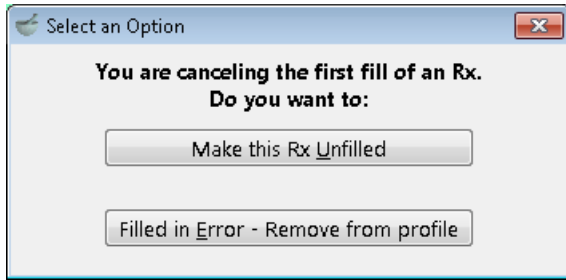 Select an Option
You are canceling the first fill of an Rx.
Do you want to:
Make this Rx Unfilled
Filled in Error - Remove from profile